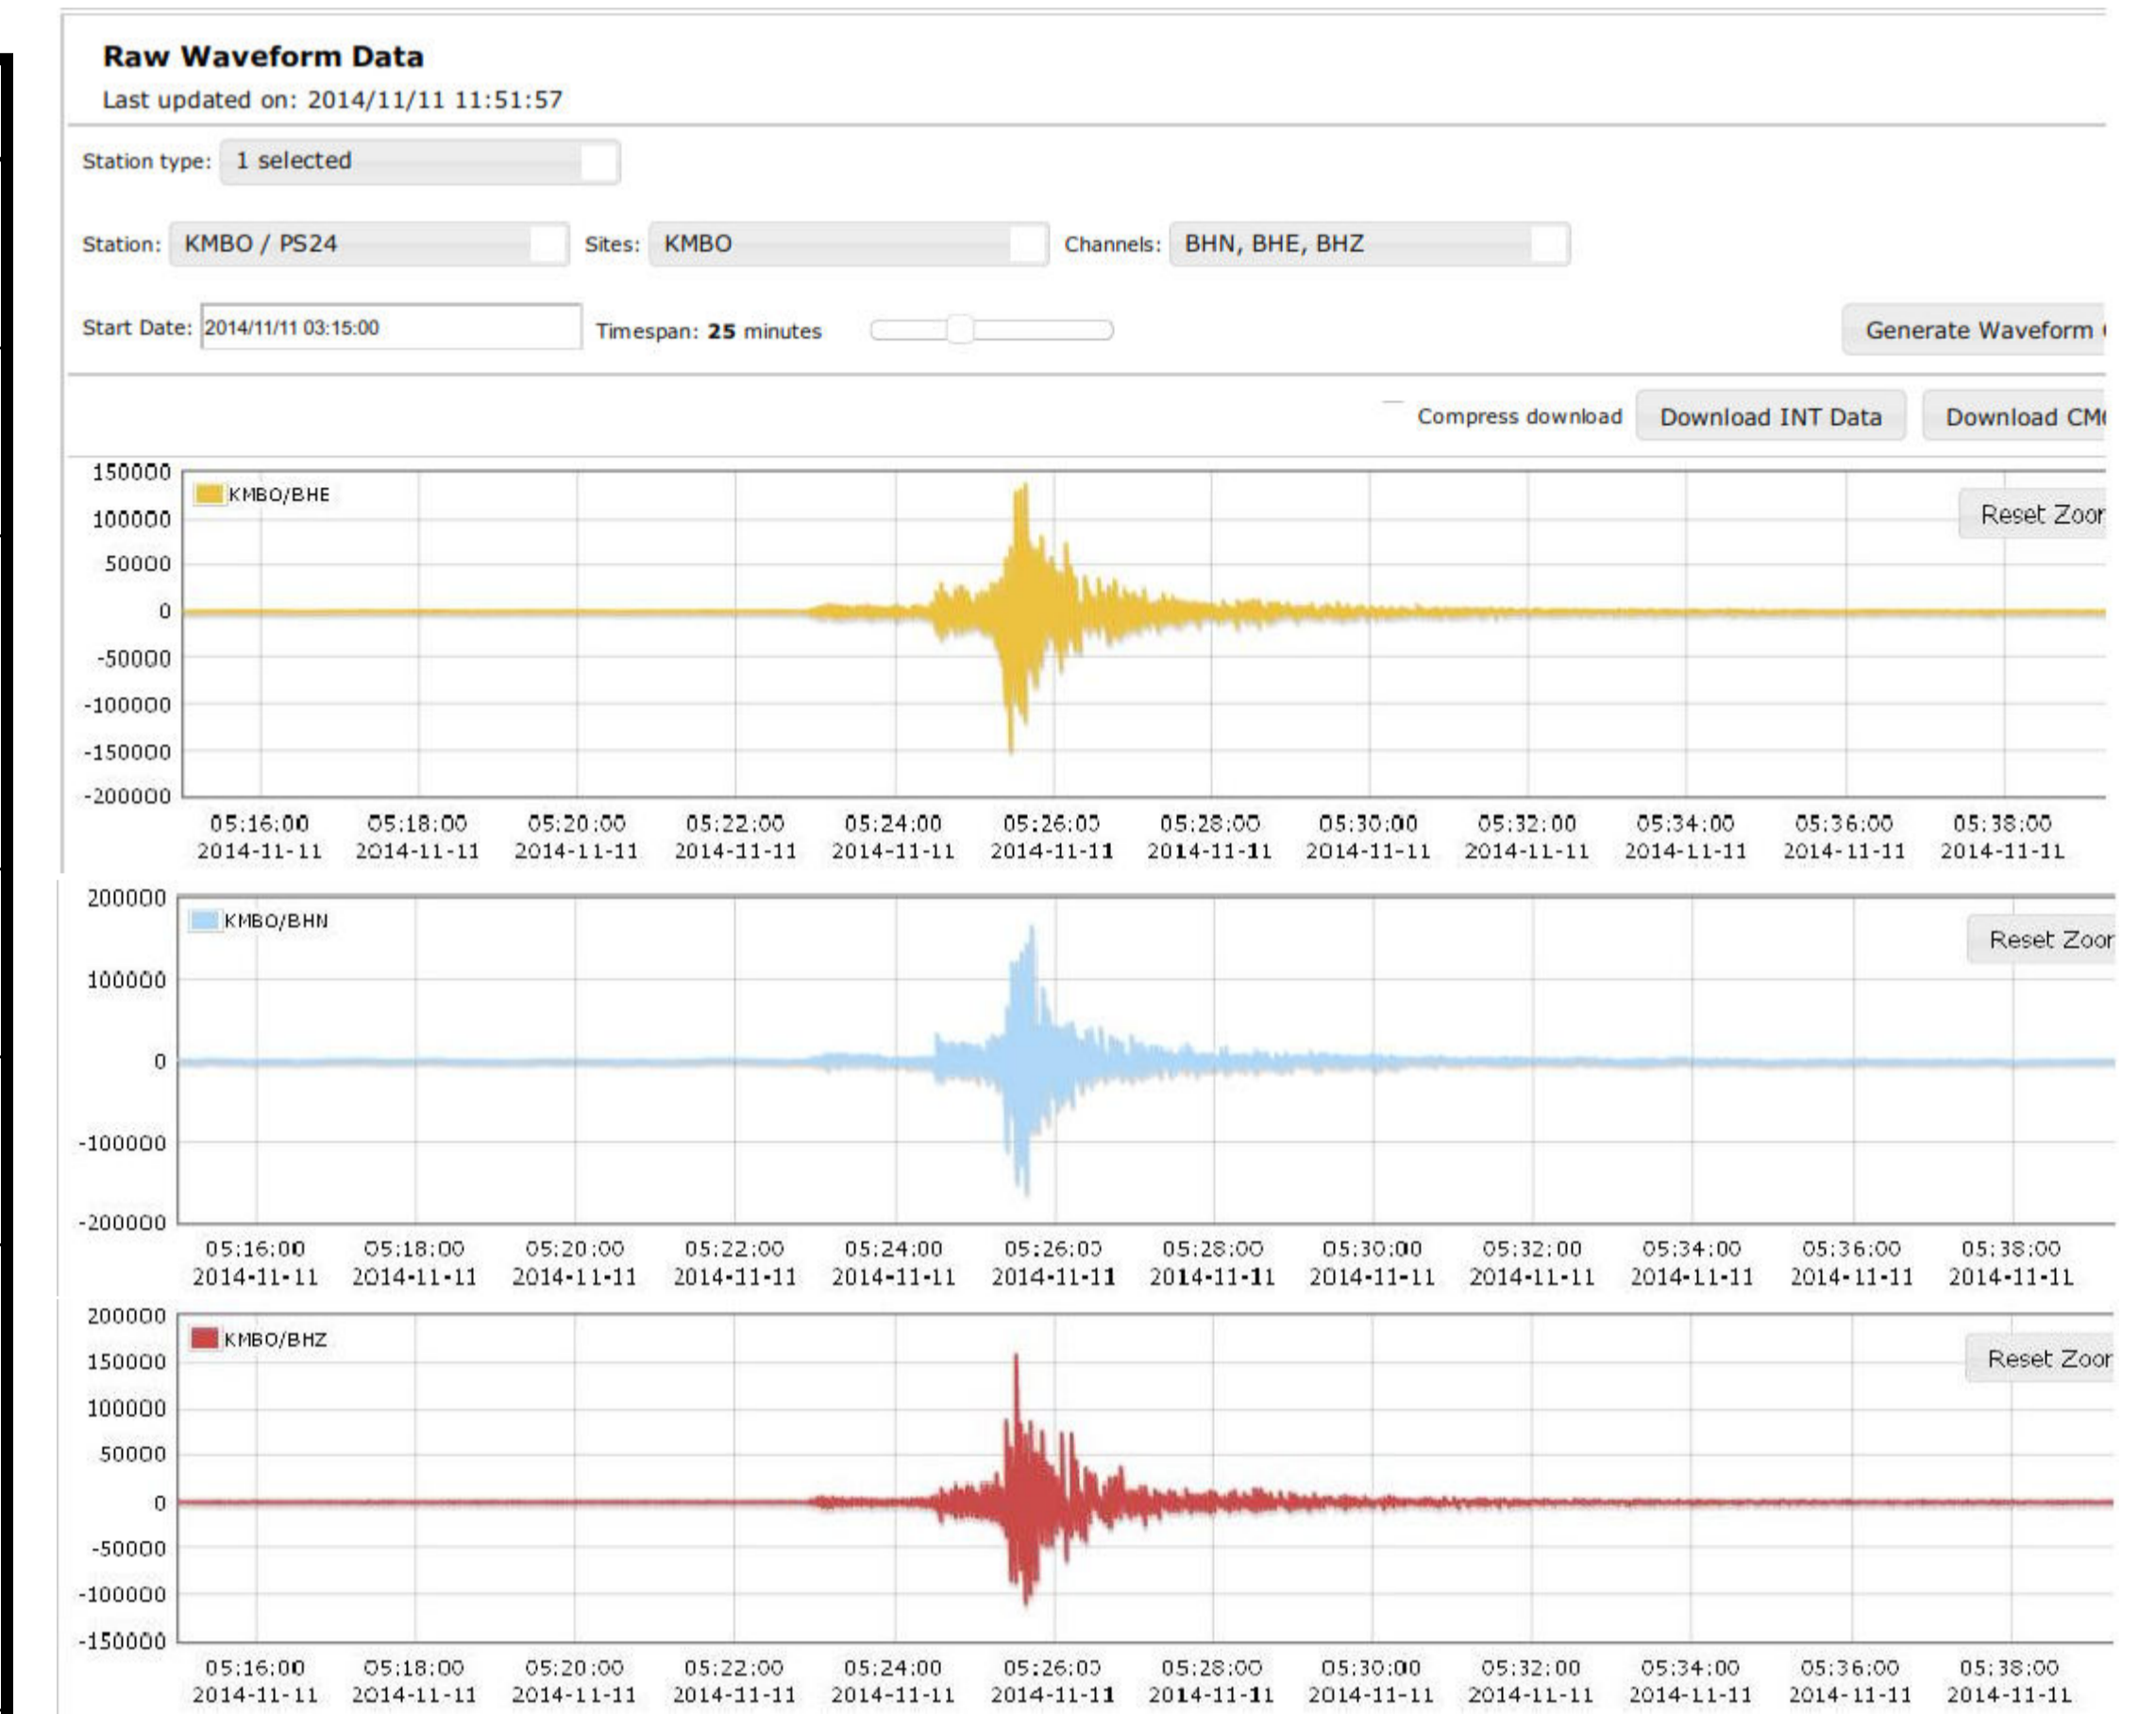 Raw Waveform Data
Last updated on: 2014/11/11 11:51:57
Station type: 1 selected
Station: KMBO / PS24 Sites: KMBO Channels: BHN, BHE, BHZ
Start Date: 2014/11/11 03:15:00 Timespan: 25 minutes Generate Waveform
Compress download Download INT Data Download
150000 KMBO/BHE
100000 Reset
50000
0
-50000
-100000
-150000
-200000
05:16:00 05:18:00 05:20:00 05:22:00 05:24:00 05:26:00 05:28:00 05:30:00 05:32:00 05:34:00 05:36:00 05:38:00
2014-11-11 2014-11-11 2014-11-11 2014-11-11 2014-11-11 2014-11-11 2014-11-11 2014-11-11 2014-11-11 2014-11-11 2014-11-11 2014-11-11
200000
KMBO/BHN
Reset
100000
0
-100000
-200000
05:16:00 05:18:00 05:20:00 05:22:00 05:24:00 05:26:00 05:28:00 05:30:00 05:32:00 05:34:00 05:36:00 05:38:00
2014-11-11 2014-11-11 2014-11-11 2014-11-11 2014-11-11 2014-11-11 2014-11-11 2014-11-11 2014-11-11 2014-11-11 2014-11-11 2014-11-11
200000
KMBO/BHZ
150000 Reset
100000
50000
0
-50000
-100000
-150000
05:16:00 05:18:00 05:20:00 05:22:00 05:24:00 05:26:00 05:28:00 05:30:00 05:32:00 05:34:00 05:36:00 05:38:00
2014-11-11 2014-11-11 2014-11-11 2014-11-11 2014-11-11 2014-11-11 2014-11-11 2014-11-11 2014-11-11 2014-11-11 2014-11-11 2014-11-11